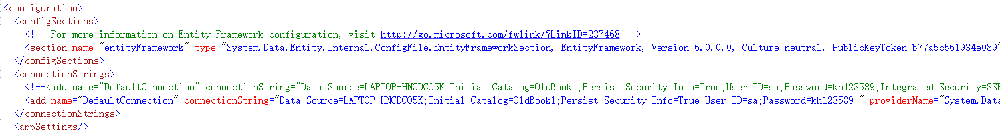 <configuration>
<configSections>
<!-- For more information on Entity Framework configuration, visit http://go.microsoft.com/fwlink/?LinkID=237468 -->
<section name="entityFramework" type="System.Data.Entity.Internal.ConfigFile.EntityFrameworkSection, EntityFramework, Version=6.0.0.0, Culture=neutral, PublicKeyToken=b77a5c561934e089"
</configSections>
<connectionStrings>
<!--<add name="DefaultConnection" connectionString="Data Source=LAPTOP-HNCDCO5K;Initial Catalog=OldBook1;Persist Security Info=True;User ID=sa;Password=kh123589;Integrated Security=SSP
<add name="DefaultConnection" connectionString="Data Source=LAPTOP-HNCDCO5K;Initial Catalog=OldBook1;Persist Security Info=True;User ID=sa;Password=kh123589;" providerName="System.Data
</connectionStrings>
<appSettings/>